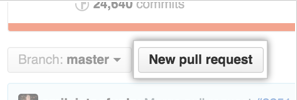 24,640 commits
Branch: master
New pull request